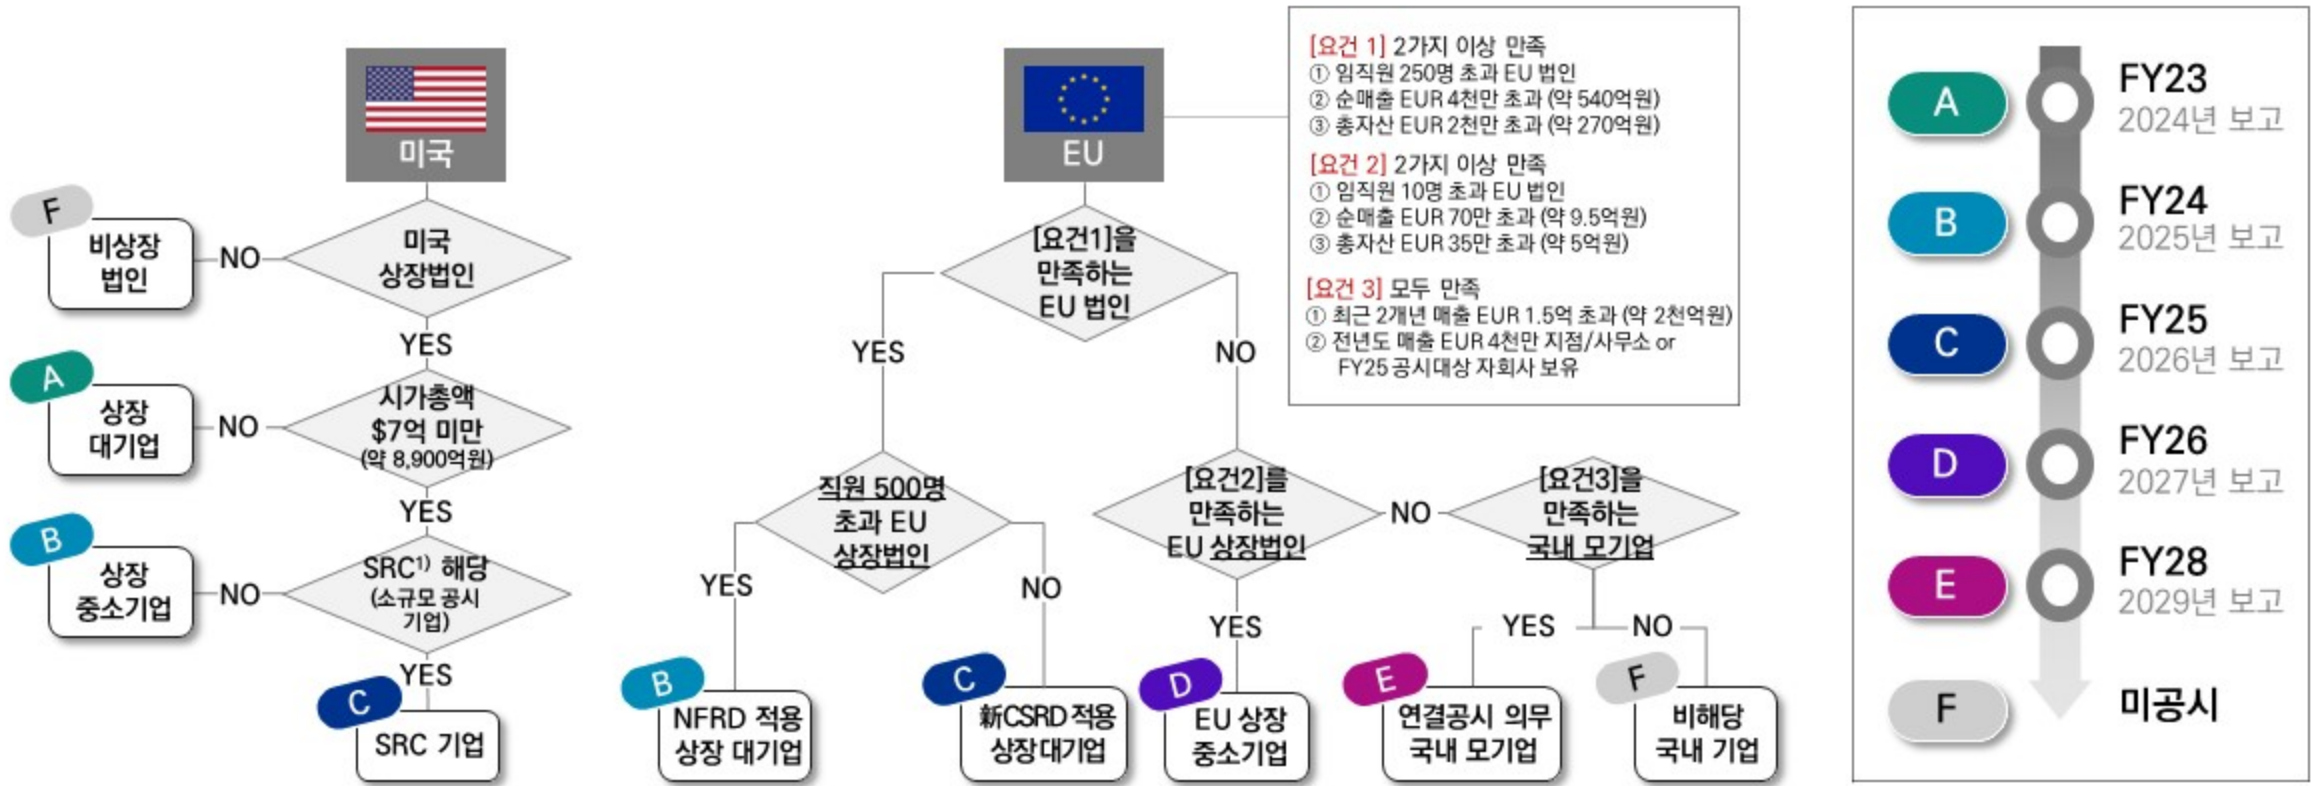 미국
F
비상장
법인
NO
미국
상장법인
YES
A
상장
대기업
NO
시가총액
$7억 미만
(약 8,900억원)
YES
B
상장
중소기업
NO
SRC¹⁾ 해당
(소규모 공시
기업)
YES
C
SRC 기업
EU
[요건 1] 2가지 이상 만족
① 임직원 250명 초과 EU 법인
② 순매출 EUR 4천만 초과 (약 540억원)
③ 총자산 EUR 2천만 초과 (약 270억원)
[요건 2] 2가지 이상 만족
① 임직원 10명 초과 EU 법인
② 순매출 EUR 70만 초과 (약 9.5억원)
③ 총자산 EUR 35만 초과 (약 5억원)
[요건 3] 모두 만족
① 최근 2개년 매출 EUR 1.5억 초과 (약 2천억원)
② 전년도 매출 EUR 4천만 지점/사무소 or
FY25 공시대상 자회사 보유
[요건1]을
만족하는
EU 법인
YES
NO
직원 500명
초과 EU
상장법인
YES
NO
B
NFRD 적용
상장 대기업
C
新CSRD 적용
상장대기업
[요건2]를
만족하는
EU 상장법인
NO
YES
D
EU 상장
중소기업
[요건3]을
만족하는
국내 모기업
YES
NO
E
연결공시 의무
국내 모기업
F
비해당
국내 기업
A
FY23
2024년 보고
B
FY24
2025년 보고
C
FY25
2026년 보고
D
FY26
2027년 보고
E
FY28
2029년 보고
F
미공시